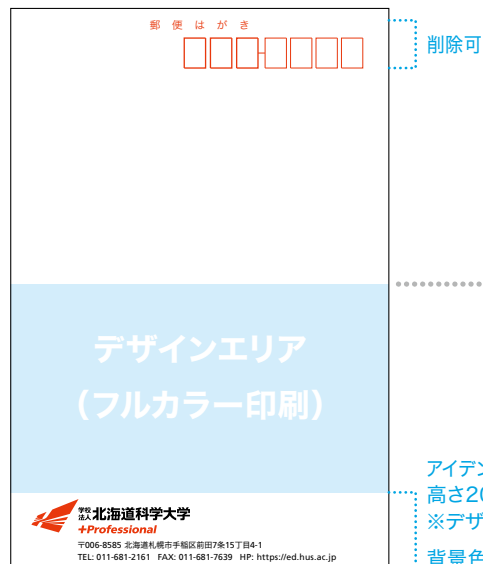 郵便はがき
削除可
デザインエリア
（フルカラー印刷）
アイデン
高さ20
※デザ
背景色
学校法人北海道科学大学
+Professional
〒006-8585 北海道札幌市手稲区前田7条15丁目4-1
TEL: 011-681-2161 FAX: 011-681-7639 HP: https://ed.hus.ac.jp